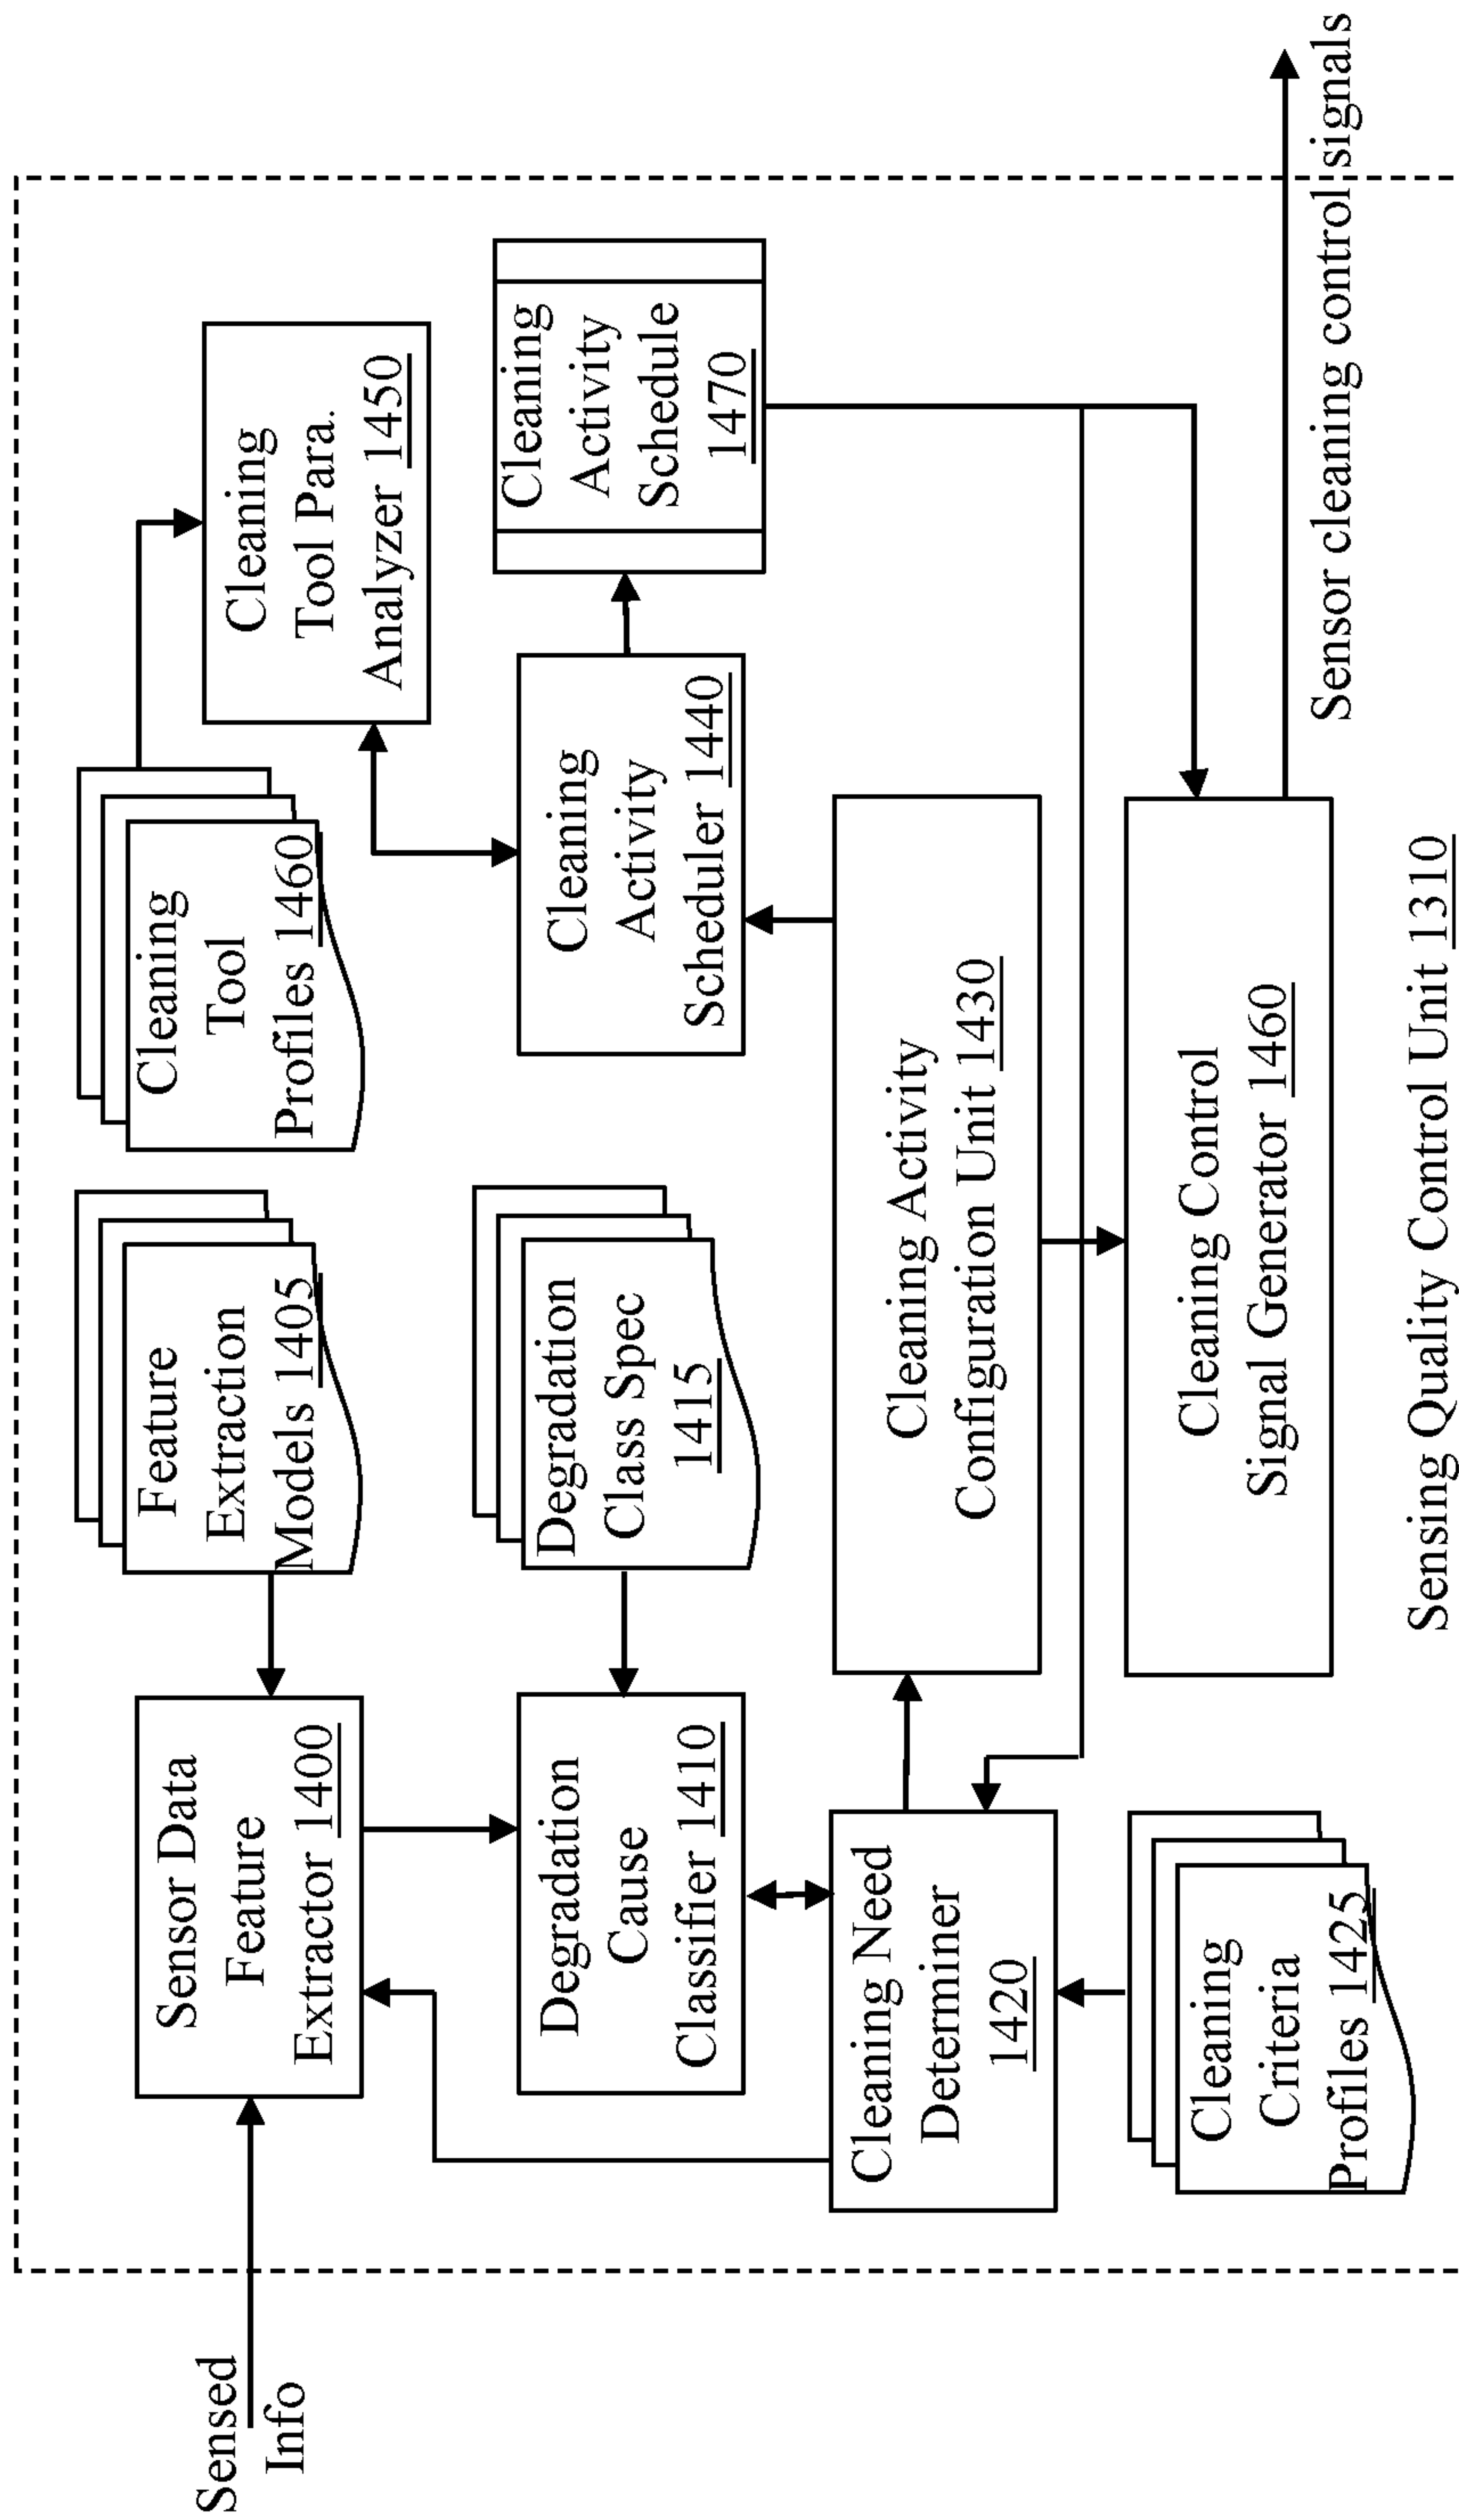 Sensed
Info
Sensor Data
Feature
Extractor 1400
Feature
Extraction
Models 1405
Cleaning
Tool
Profiles 1460
Cleaning
Tool Para.
Analyzer 1450
Degradation
Cause
Classifier 1410
Degradation
Class Spec
1415
Cleaning
Activity
Scheduler 1440
Cleaning
Activity
Schedule
1470
Cleaning Need
Determiner
1420
Cleaning Activity
Configuration Unit 1430
Cleaning
Criteria
Profiles 1425
Cleaning Control
Signal Generator 1460
Sensor cleaning control signals
Sensing Quality Control Unit 1310